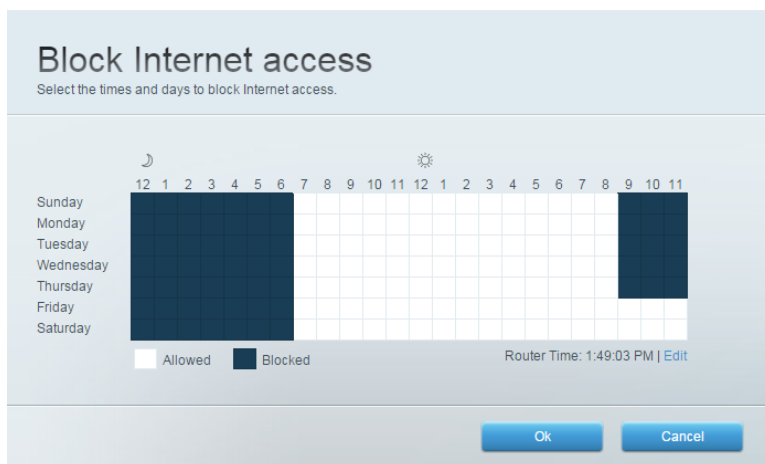 Block Internet access
Select the times and days to block Internet access.
12 1 2 3 4 5 6 7 8 9 10 11 12 1 2 3 4 5 6 7 8 9 10 11
Sunday
Monday
Tuesday
Wednesday
Thursday
Friday
Saturday
Allowed Blocked Router Time: 1:49:03 PM | Edit
Ok Cancel